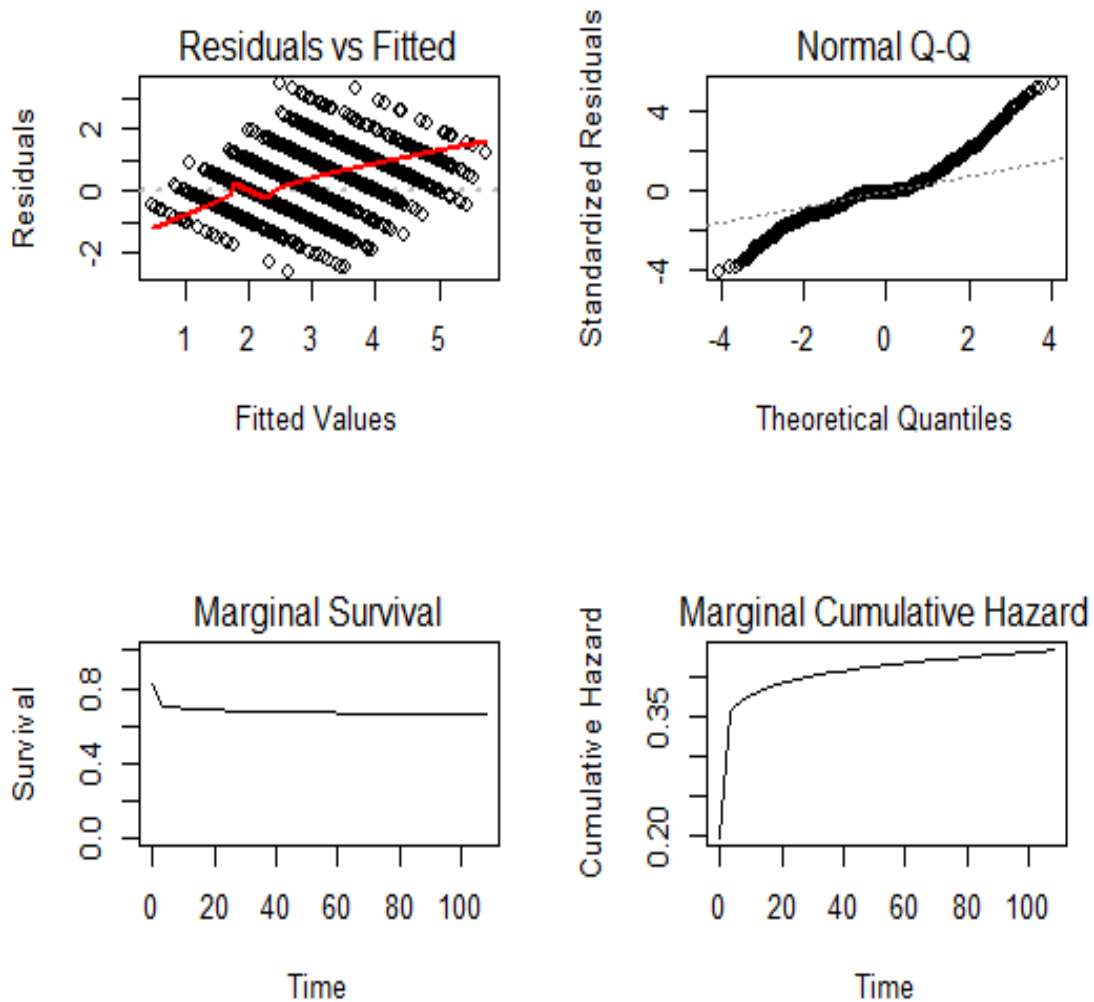 Residuals vs Fitted
Residuals
2
0
-2
1 2 3 4 5
Fitted Values
Normal Q-Q
Standardized Residuals
4
0
-4
-4 -2 0 2 4
Theoretical Quantiles
Marginal Survival
Survival
0.8
0.4
0.0
0 20 40 60 80 100
Time
Marginal Cumulative Hazard
Cumulative Hazard
0.35
0.20
0 20 40 60 80 100
Time